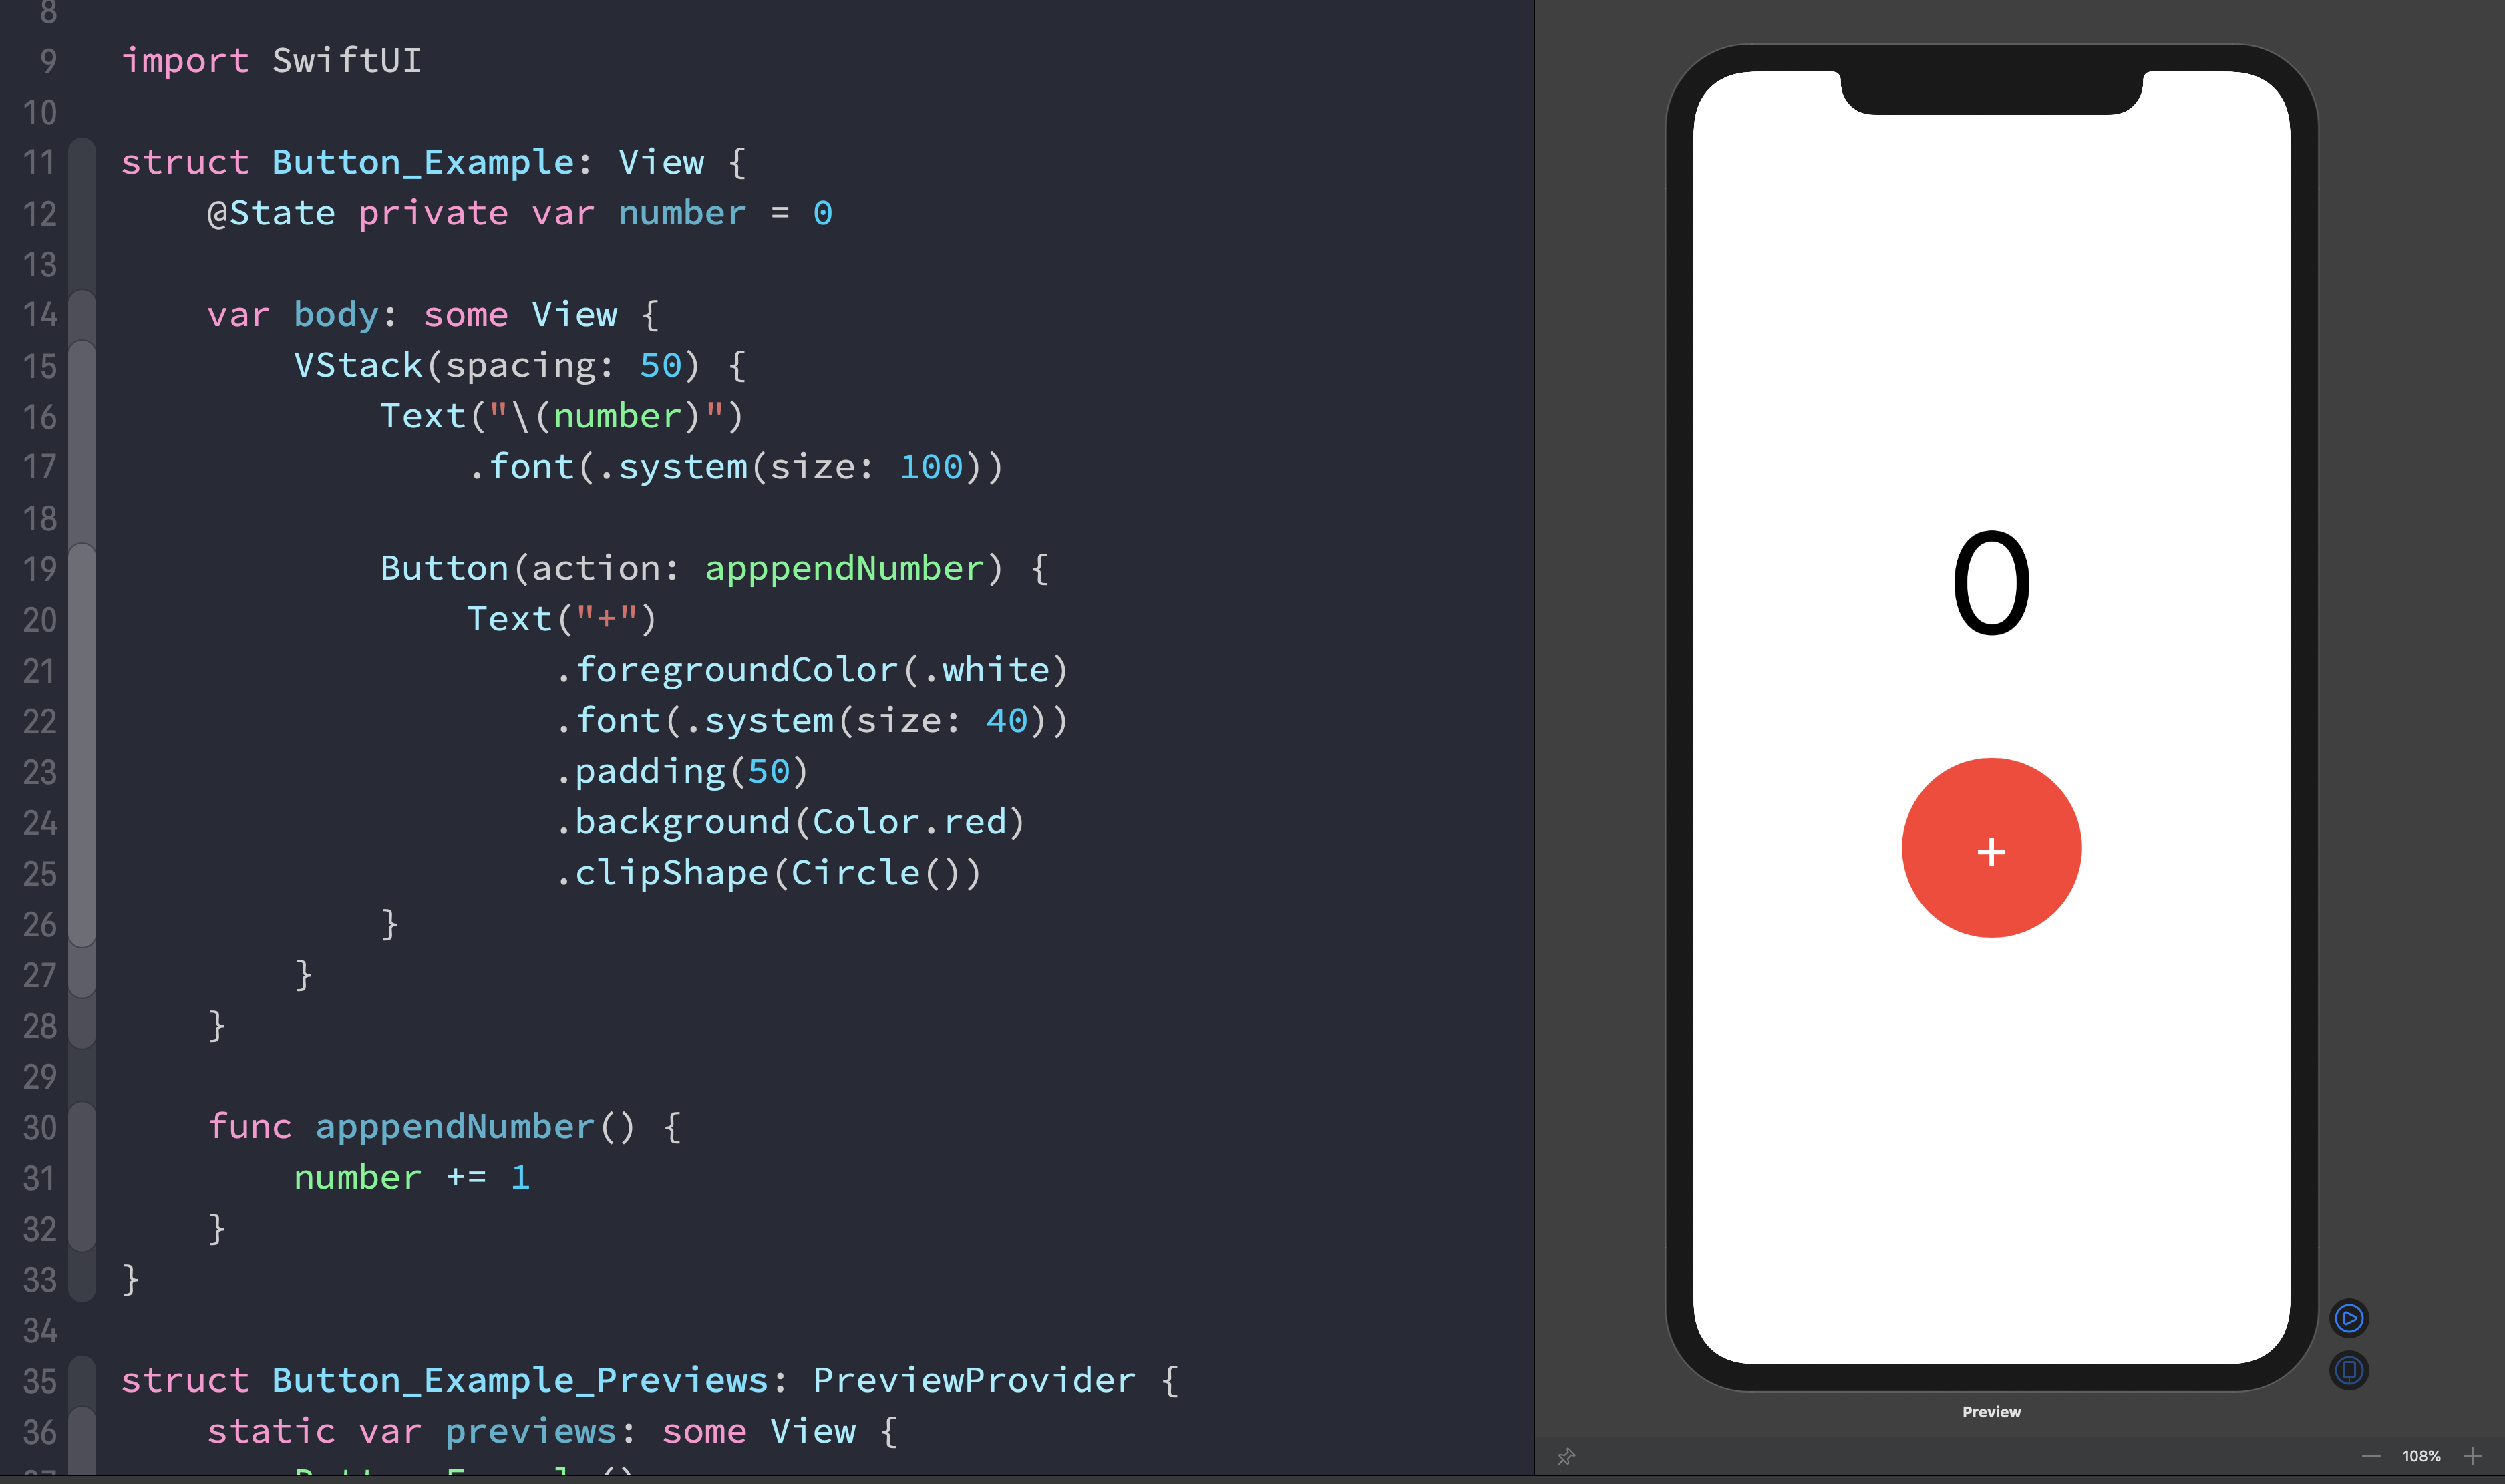 8
9 import SwiftUI
10
11 struct Button_Example: View {
12     @State private var number = 0
13
14     var body: some View {
15         VStack(spacing: 50) {
16             Text("\(number)")
17                 .font(.system(size: 100))
18
19             Button(action: apppendNumber) {
20                 Text("+")
21                     .foregroundColor(.white)
22                     .font(.system(size: 40))
23                     .padding(50)
24                     .background(Color.red)
25                     .clipShape(Circle())
26             }
27         }
28     }
29
30     func apppendNumber() {
31         number += 1
32     }
33 }
34
35 struct Button_Example_Previews: PreviewProvider {
36     static var previews: some View {
0
+
Preview
108%